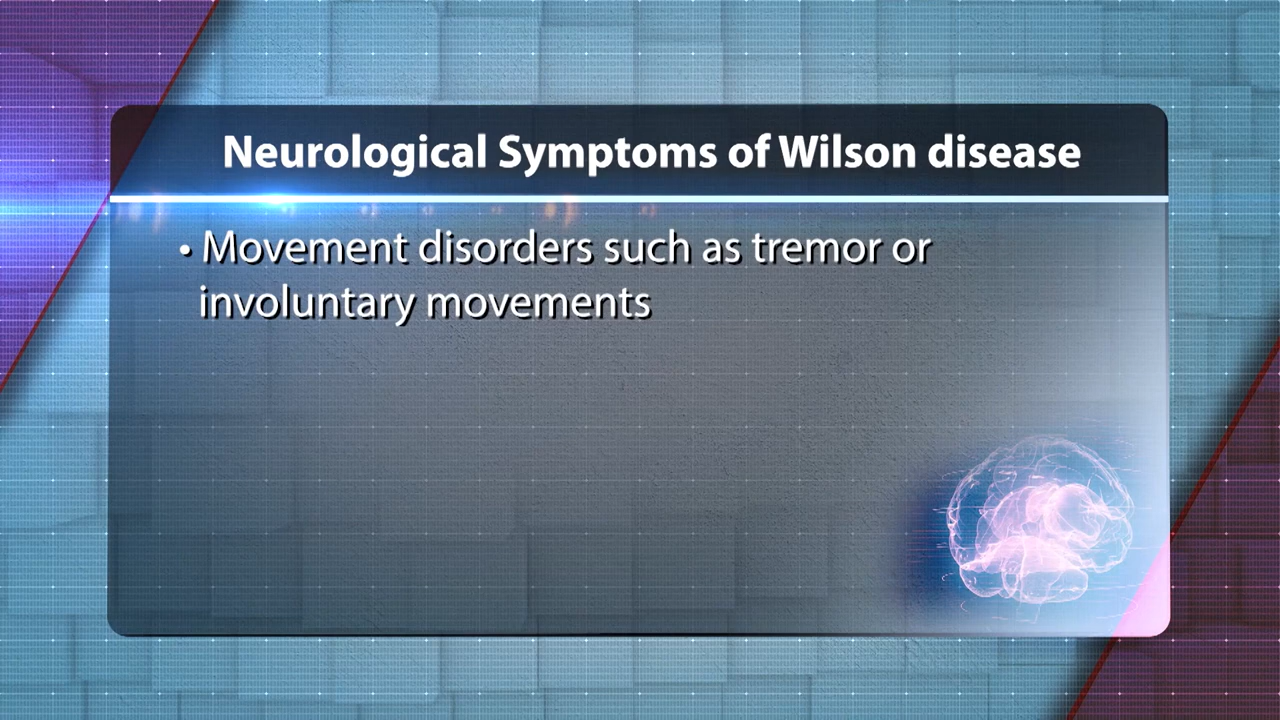 Neurological Symptoms of Wilson disease
• Movement disorders such as tremor or
involuntary movements